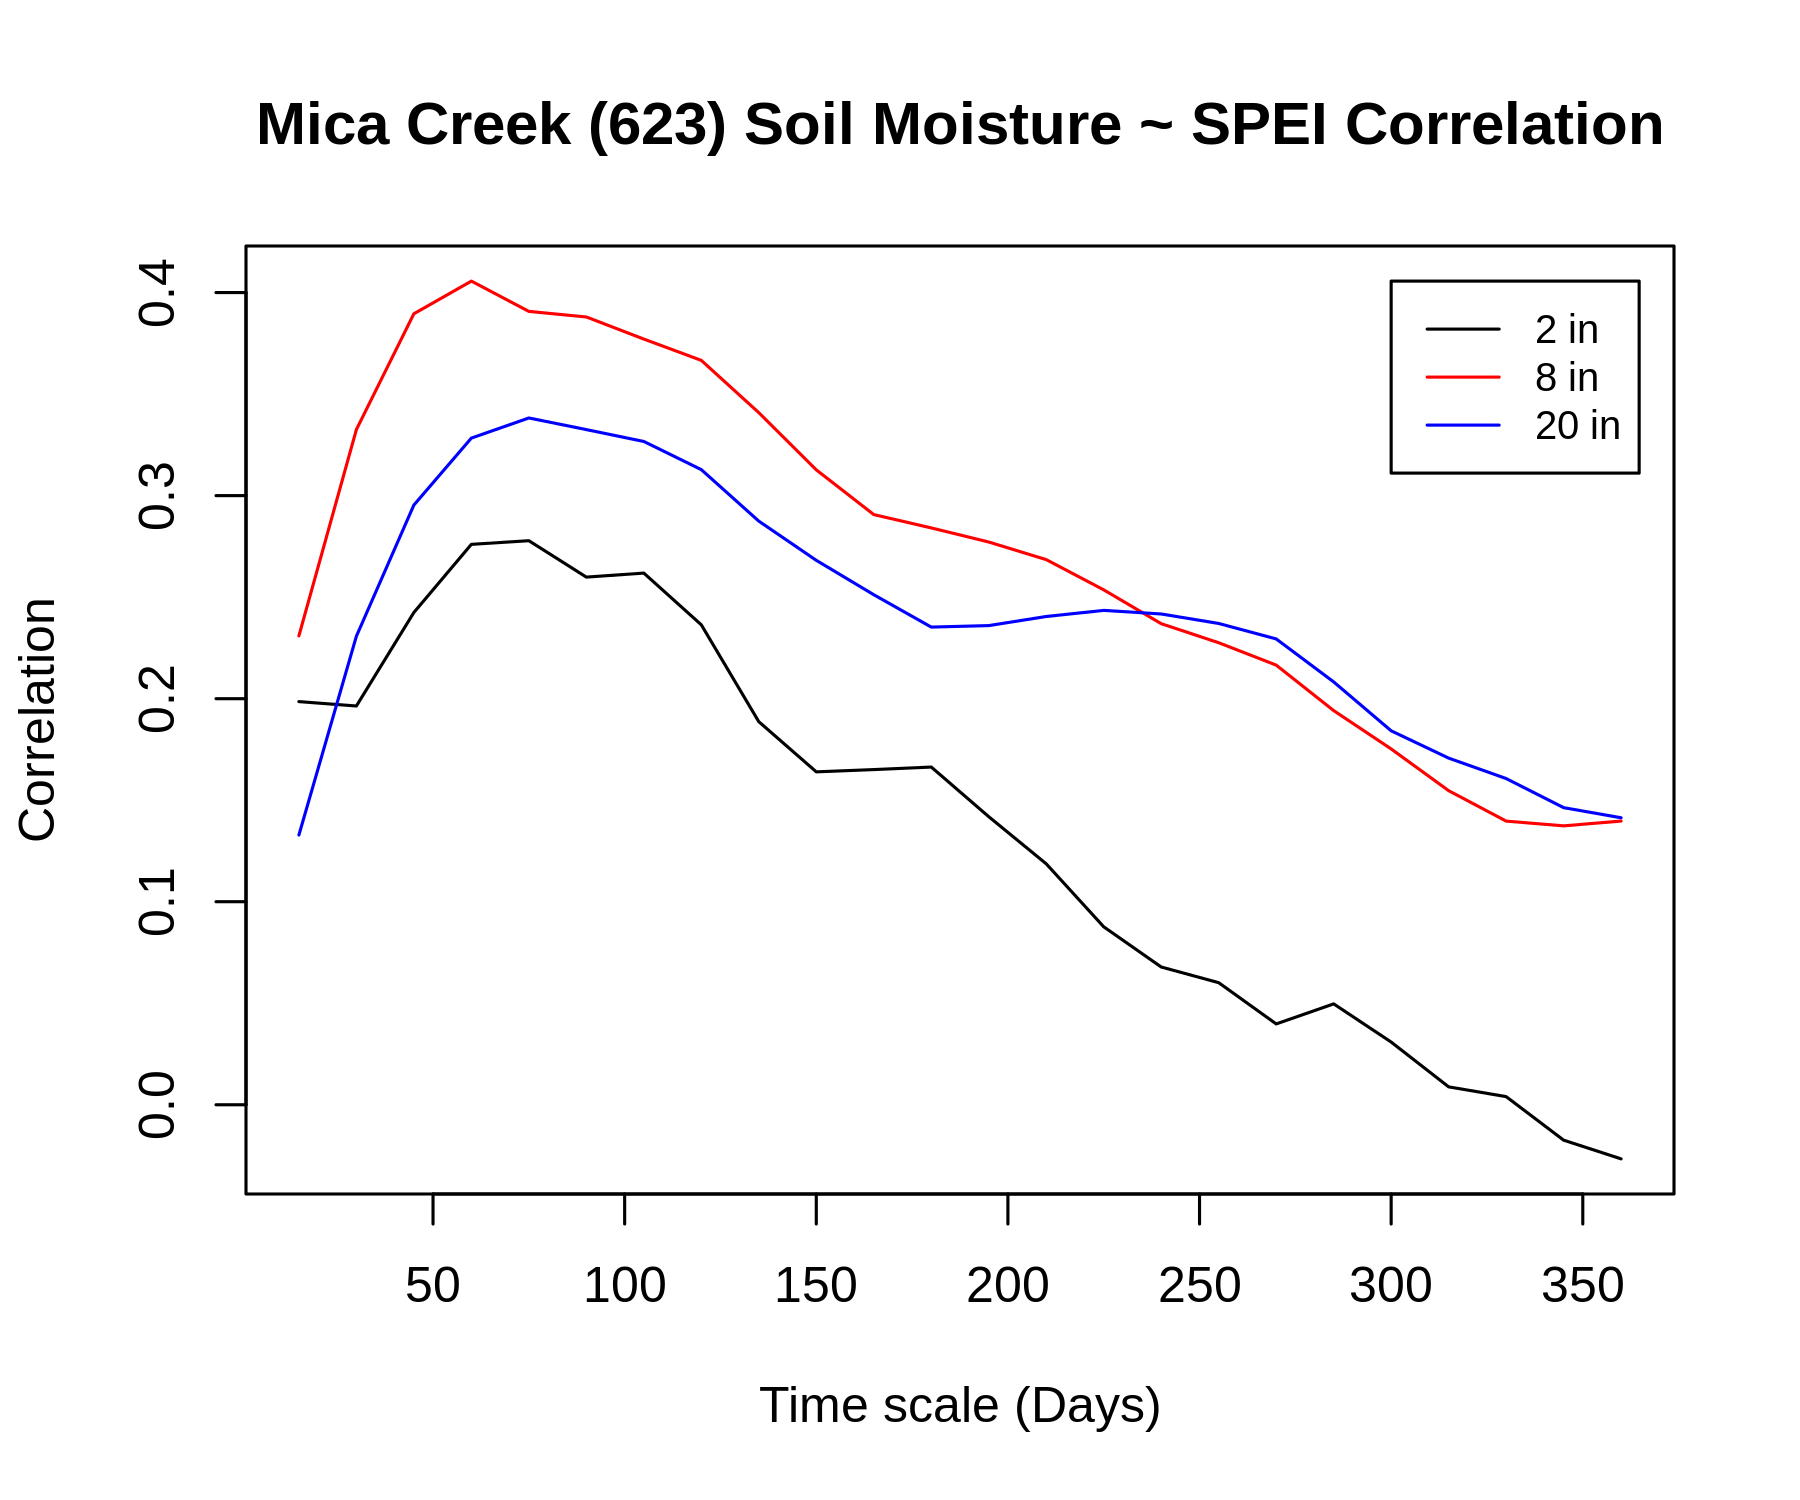 Mica Creek (623) Soil Moisture ~ SPEI Correlation
Correlation
0.4
0.3
0.2
0.1
0.0
2 in
8 in
20 in
50 100 150 200 250 300 350
Time scale (Days)